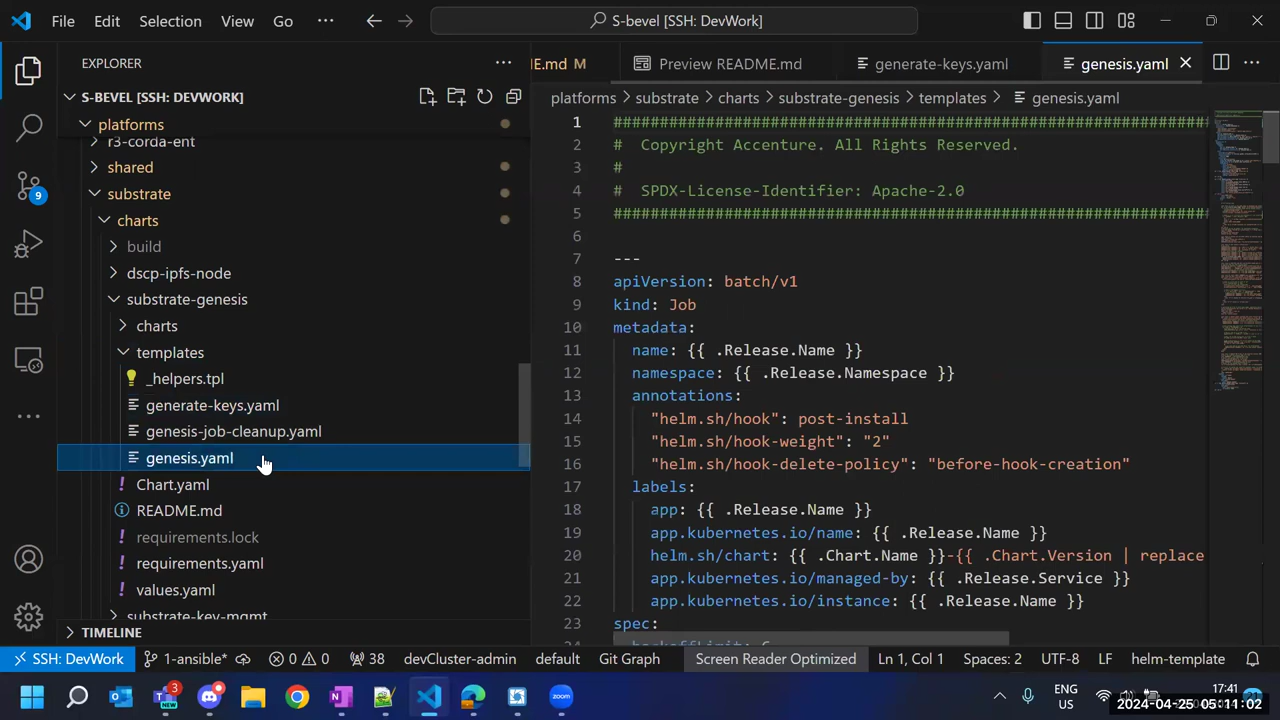 File Edit Selection View Go ··· S-bevel [SSH: DevWork]
EXPLORER
S-BEVEL [SSH: DEVWORK]
platforms
r3-corda-ent
shared
substrate
charts
build
dscp-ipfs-node
substrate-genesis
charts
templates
_helpers.tpl
generate-keys.yaml
genesis-job-cleanup.yaml
genesis.yaml
Chart.yaml
README.md
requirements.lock
requirements.yaml
values.yaml
substrate-key-mgmt
TIMELINE
E.md M Preview README.md generate-keys.yaml genesis.yaml
platforms > substrate > charts > substrate-genesis > templates > genesis.yaml
1 ################################################################
2 # Copyright Accenture. All Rights Reserved.
3 #
4 # SPDX-License-Identifier: Apache-2.0
5 ################################################################
6
7 ---
8 apiVersion: batch/v1
9 kind: Job
10 metadata:
11 name: {{ .Release.Name }}
12 namespace: {{ .Release.Namespace }}
13 annotations:
14 "helm.sh/hook": post-install
15 "helm.sh/hook-weight": "2"
16 "helm.sh/hook-delete-policy": "before-hook-creation"
17 labels:
18 app: {{ .Release.Name }}
19 app.kubernetes.io/name: {{ .Release.Name }}
20 helm.sh/chart: {{ .Chart.Name }}-{{ .Chart.Version | replace
21 app.kubernetes.io/managed-by: {{ .Release.Service }}
22 app.kubernetes.io/instance: {{ .Release.Name }}
23 spec:
9
SSH: DevWork 1-ansible* 0 0 38 devCluster-admin default Git Graph Screen Reader Optimized Ln 1, Col 1 Spaces: 2 UTF-8 LF helm-template
3 NEW zoom ENG US 17:41
2024-04-25 05:11:02